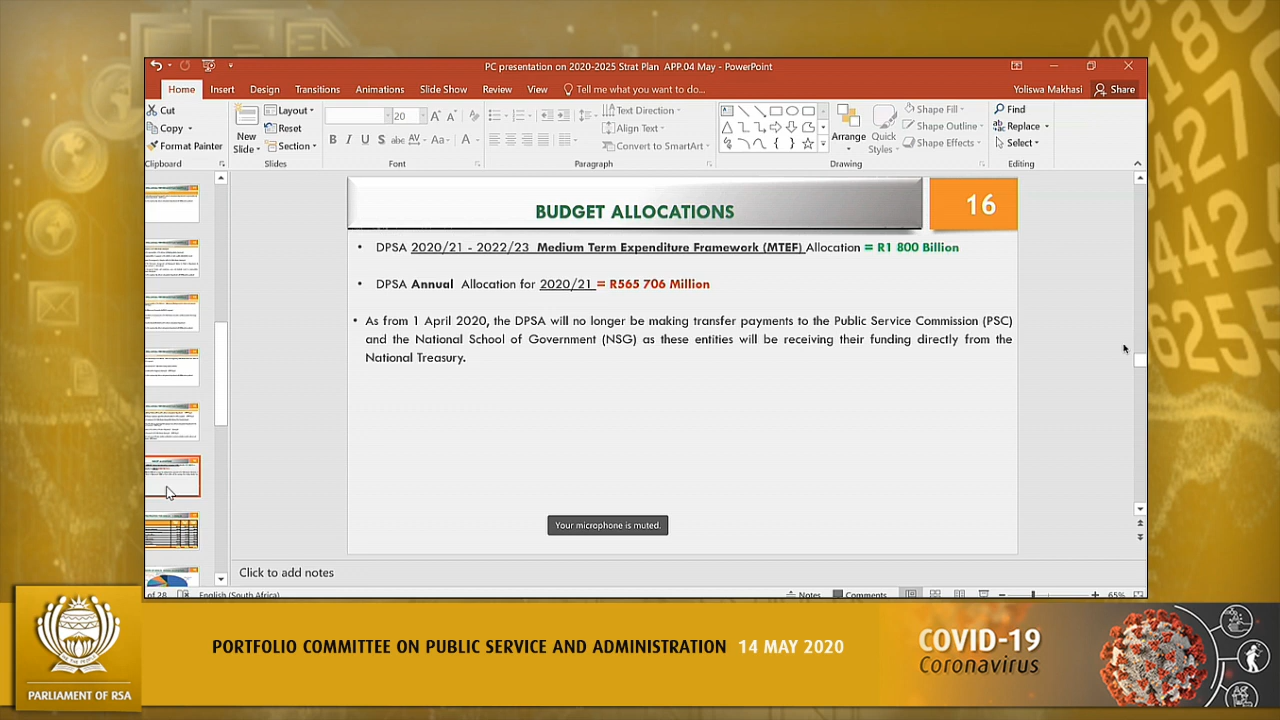 PC presentation on 2020-2025 Strat Plan APP.04 May - PowerPoint
Home Insert Design Transitions Animations Slide Show Review View Tell me what you want to do... Yoliswa Makhasi Share
Cut
Copy
Format Painter
Clipboard
New Slide
Layout
Reset
Section
Slides
20
Font
Text Direction
Align Text
Convert to SmartArt
Paragraph
Arrange
Quick Styles
Shape Fill
Shape Outline
Shape Effects
Drawing
Find
Replace
Select
Editing
BUDGET ALLOCATIONS
16
• DPSA 2020/21 - 2022/23 Medium Term Expenditure Framework (MTEF) Allocation = R1 800 Billion
• DPSA Annual Allocation for 2020/21 = R565 706 Million
• As from 1 April 2020, the DPSA will no longer be making transfer payments to the Public Service Commission (PSC)
and the National School of Government (NSG) as these entities will be receiving their funding directly from the
National Treasury.
Your microphone is muted.
Click to add notes
of 28 English (South Africa) Notes Comments 65%
PORTFOLIO COMMITTEE ON PUBLIC SERVICE AND ADMINISTRATION 14 MAY 2020
COVID-19
Coronavirus
PARLIAMENT OF RSA